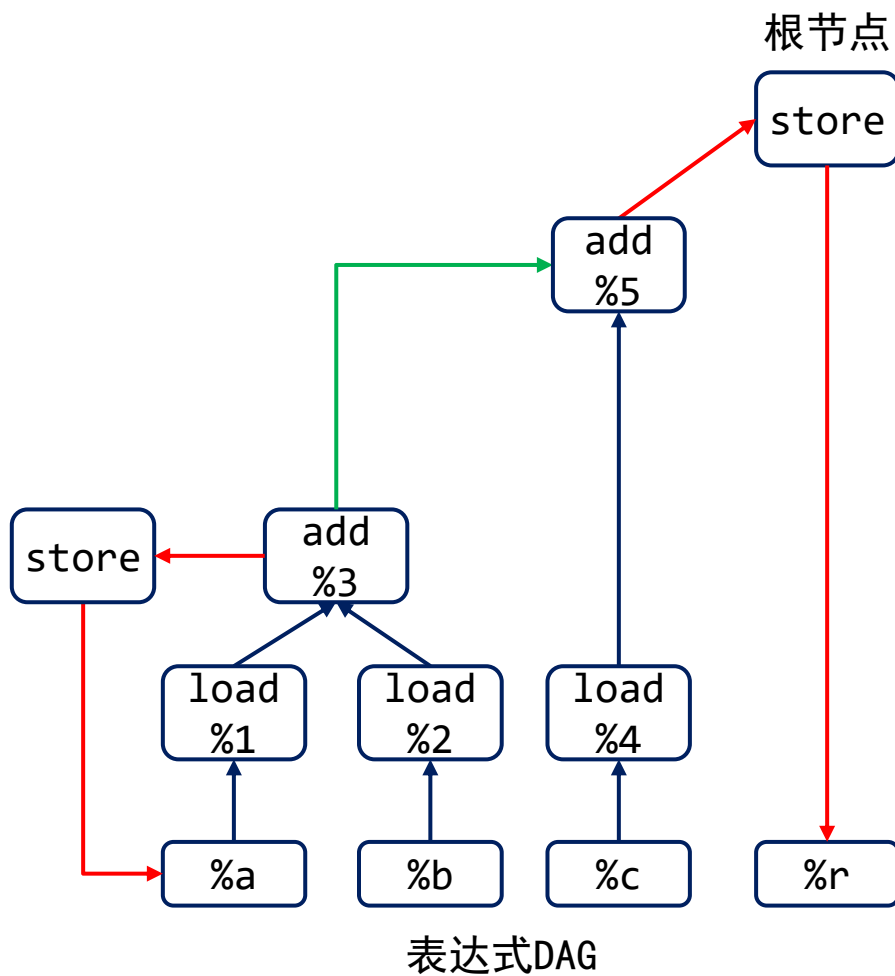 根节点
store
add
%5
store
add
%3
load
%1
load
%2
load
%4
%a
%b
%c
%r
表达式DAG